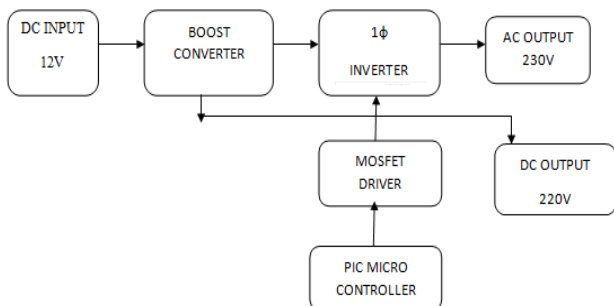 DC INPUT
12V
BOOST
CONVERTER
1ϕ
INVERTER
AC OUTPUT
230V
MOSFET
DRIVER
DC OUTPUT
220V
PIC MICRO
CONTROLLER